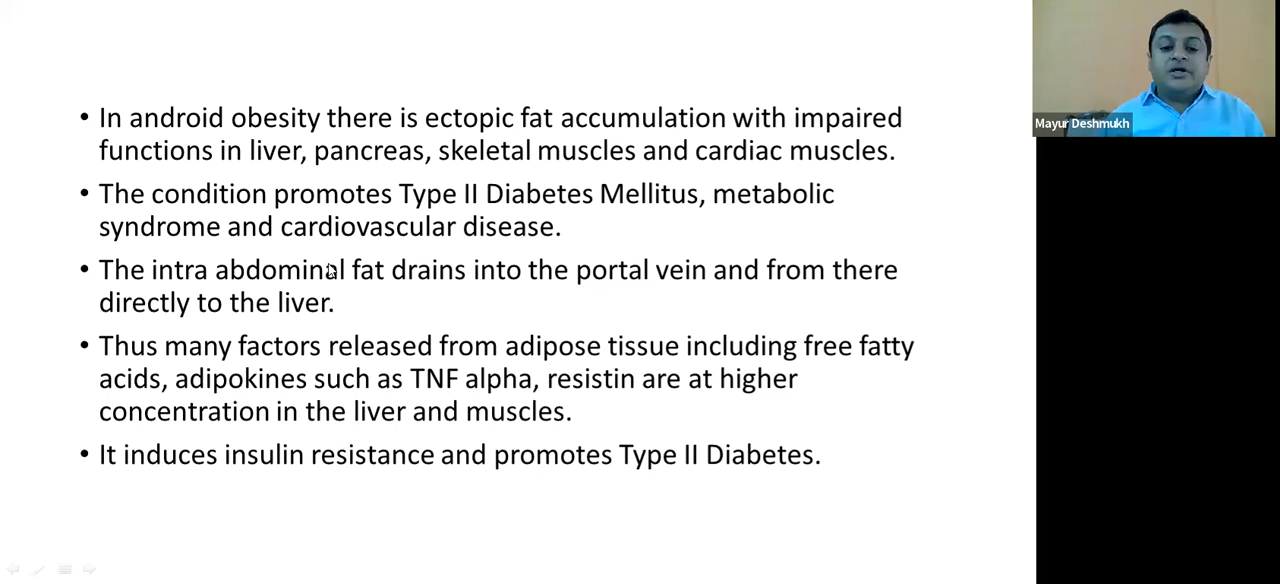 • In android obesity there is ectopic fat accumulation with impaired
functions in liver, pancreas, skeletal muscles and cardiac muscles.
• The condition promotes Type II Diabetes Mellitus, metabolic
syndrome and cardiovascular disease.
• The intra abdominal fat drains into the portal vein and from there
directly to the liver.
• Thus many factors released from adipose tissue including free fatty
acids, adipokines such as TNF alpha, resistin are at higher
concentration in the liver and muscles.
• It induces insulin resistance and promotes Type II Diabetes.
Mayur Deshmukh